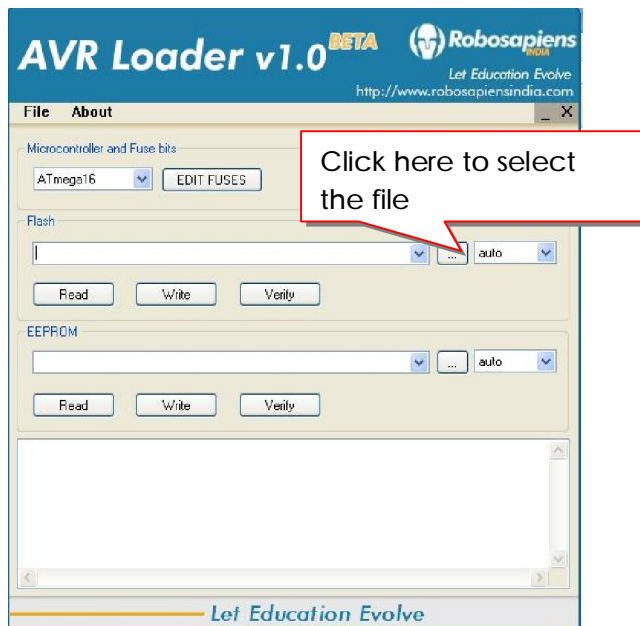 AVR Loader v1.0 BETA
Robosapiens
INDIA
Let Education Evolve
http://www.robosapiensindia.com
File About _ X
Microcontroller and Fuse bits
ATmega16 EDIT FUSES
Click here to select
the file
Flash
... auto
Read Write Verify
EEPROM
... auto
Read Write Verify
Let Education Evolve